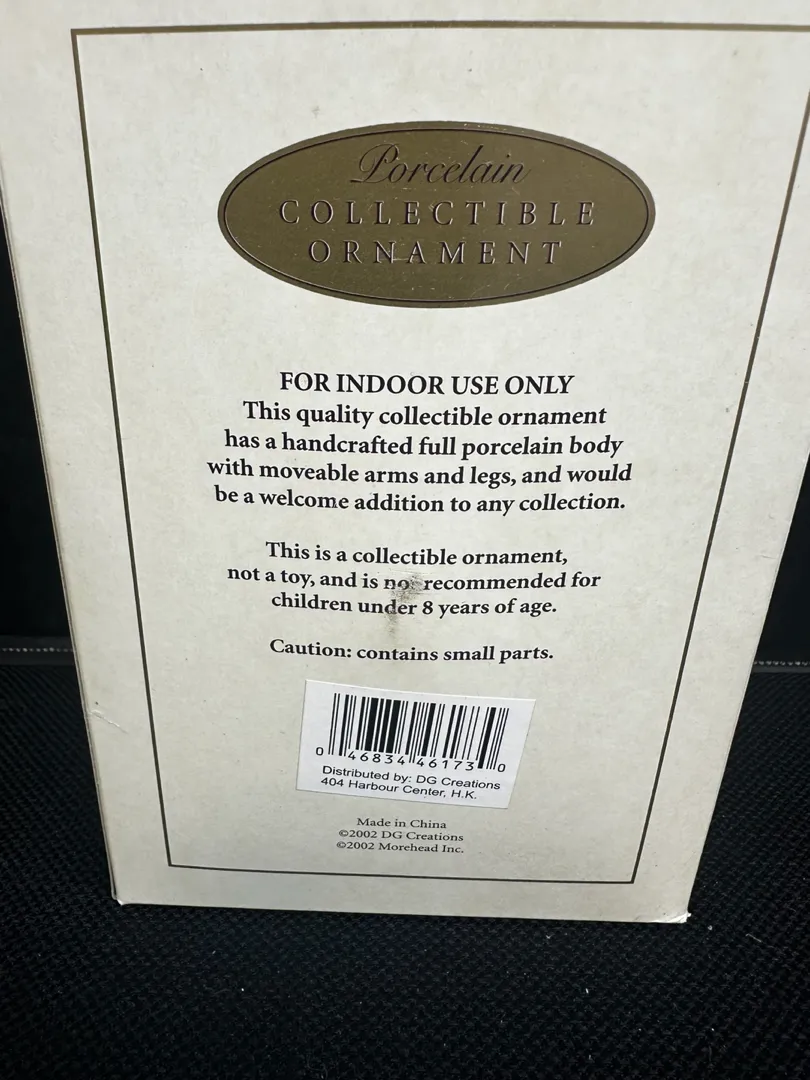 Porcelain
COLLECTIBLE
ORNAMENT
FOR INDOOR USE ONLY
This quality collectible ornament
has a handcrafted full porcelain body
with moveable arms and legs, and would
be a welcome addition to any collection.
This is a collectible ornament,
not a toy, and is not recommended for
children under 8 years of age.
Caution: contains small parts.
0 46834 46173 0
Distributed by: DG Creations
404 Harbour Center, H.K.
Made in China
©2002 DG Creations
©2002 Morehead Inc.